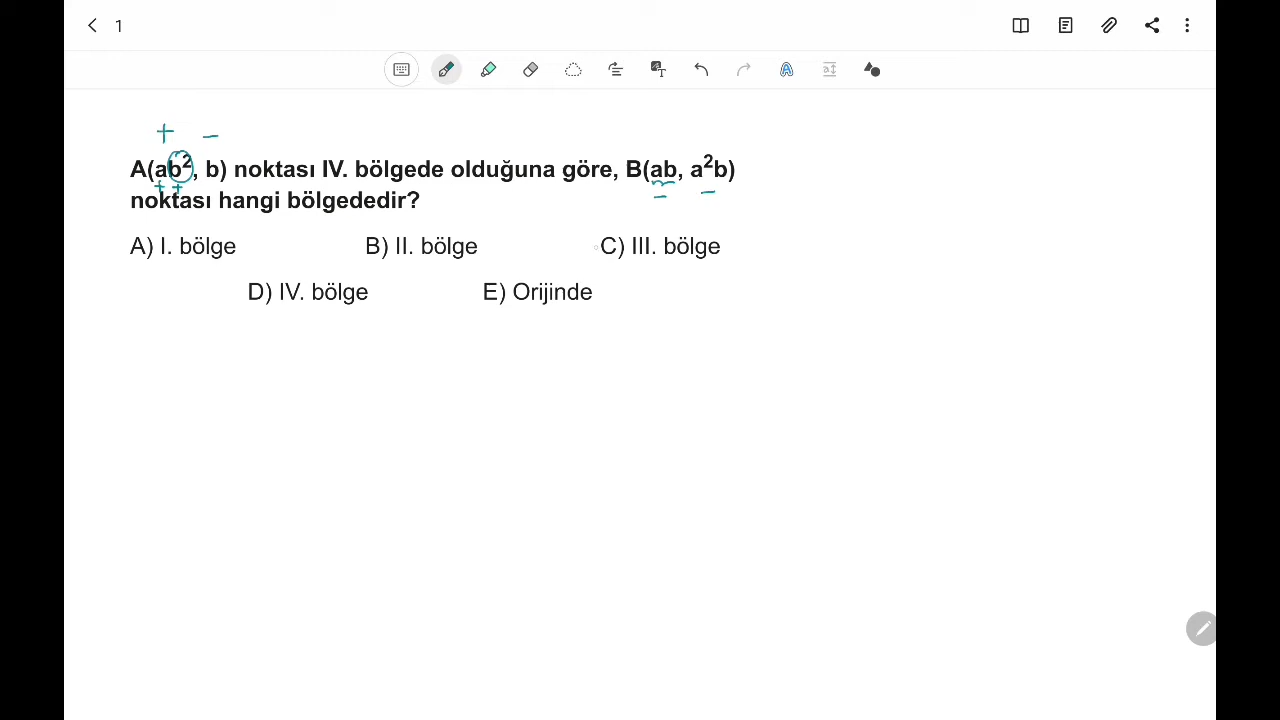 1
+ −
A(ab², b) noktası IV. bölgede olduğuna göre, B(ab, a²b)
+ + − −
noktası hangi bölgededir?
A) I. bölge B) II. bölge C) III. bölge
D) IV. bölge E) Orijinde